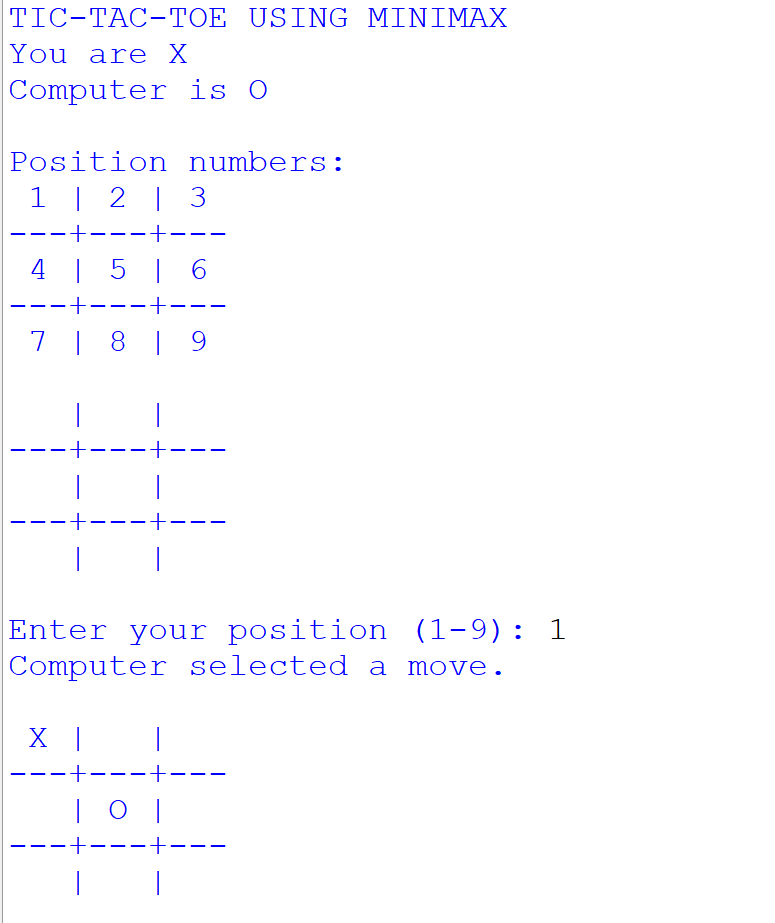 TIC-TAC-TOE USING MINIMAX
You are X
Computer is O

Position numbers:
 1 | 2 | 3
---+---+---
 4 | 5 | 6
---+---+---
 7 | 8 | 9

   |   |
---+---+---
   |   |
---+---+---
   |   |

Enter your position (1-9): 1
Computer selected a move.

 X |   |
---+---+---
   | O |
---+---+---
   |   |